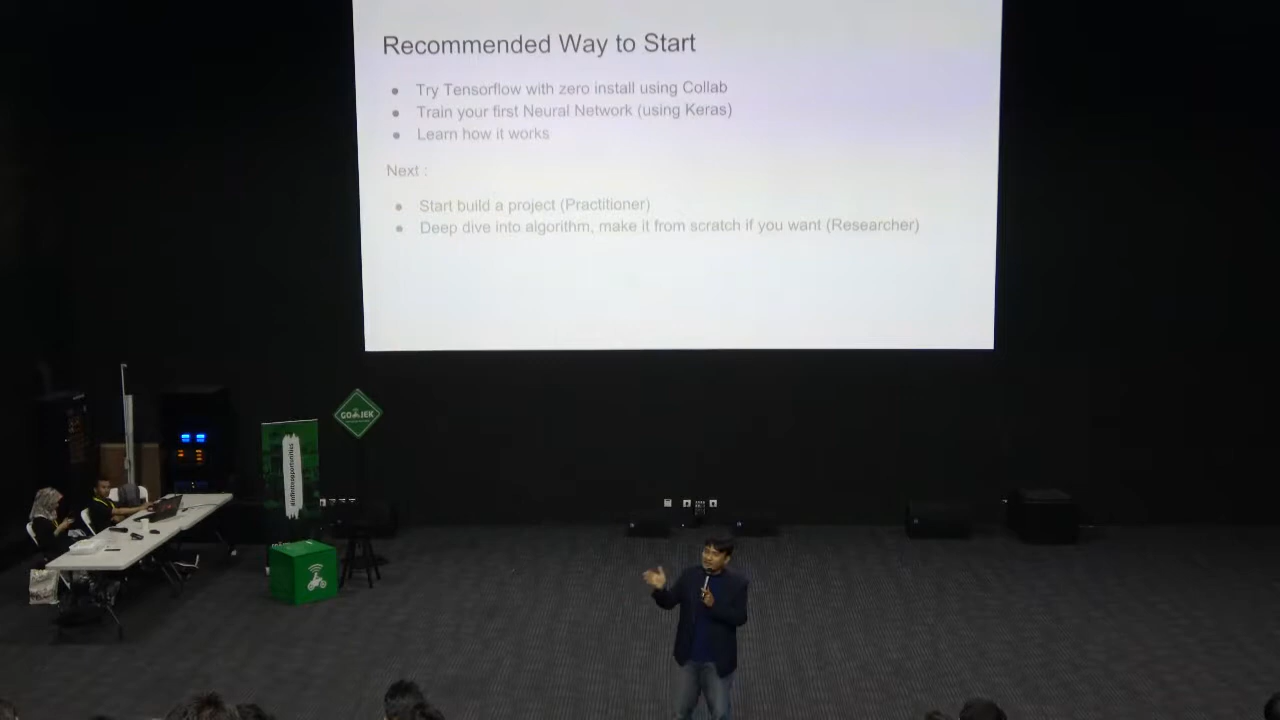 Recommended Way to Start
Try Tensorflow with zero install using Collab
Train your first Neural Network (using Keras)
Learn how it works
Next :
Start build a project (Practitioner)
Deep dive into algorithm, make it from scratch if you want (Researcher)
GOJEK